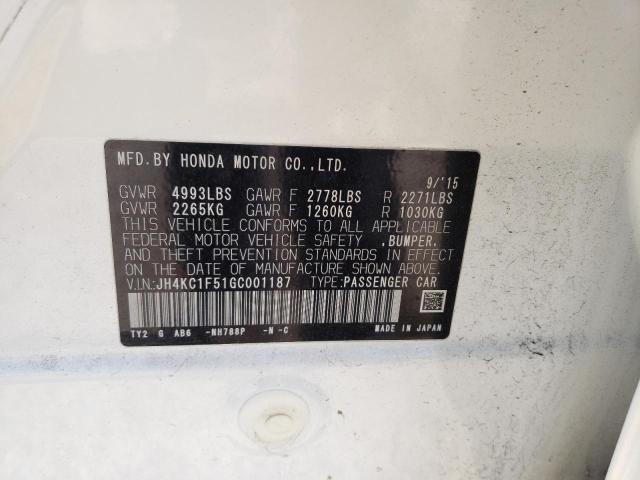 MFD.BY HONDA MOTOR CO.,LTD.
9/'15
GVWR 4993LBS GAWR F 2778LBS R 2271LBS
GVWR 2265KG GAWR F 1260KG R 1030KG
THIS VEHICLE CONFORMS TO ALL APPLICABLE
FEDERAL MOTOR VEHICLE SAFETY ,BUMPER,
AND THEFT PREVENTION STANDARDS IN EFFECT
ON THE DATE OF MANUFACTURE SHOWN ABOVE.
V.IN:JH4KC1F51GC001187 TYPE:PASSENGER CAR
TY2 G AB6 -NH788P -N-C MADE IN JAPAN